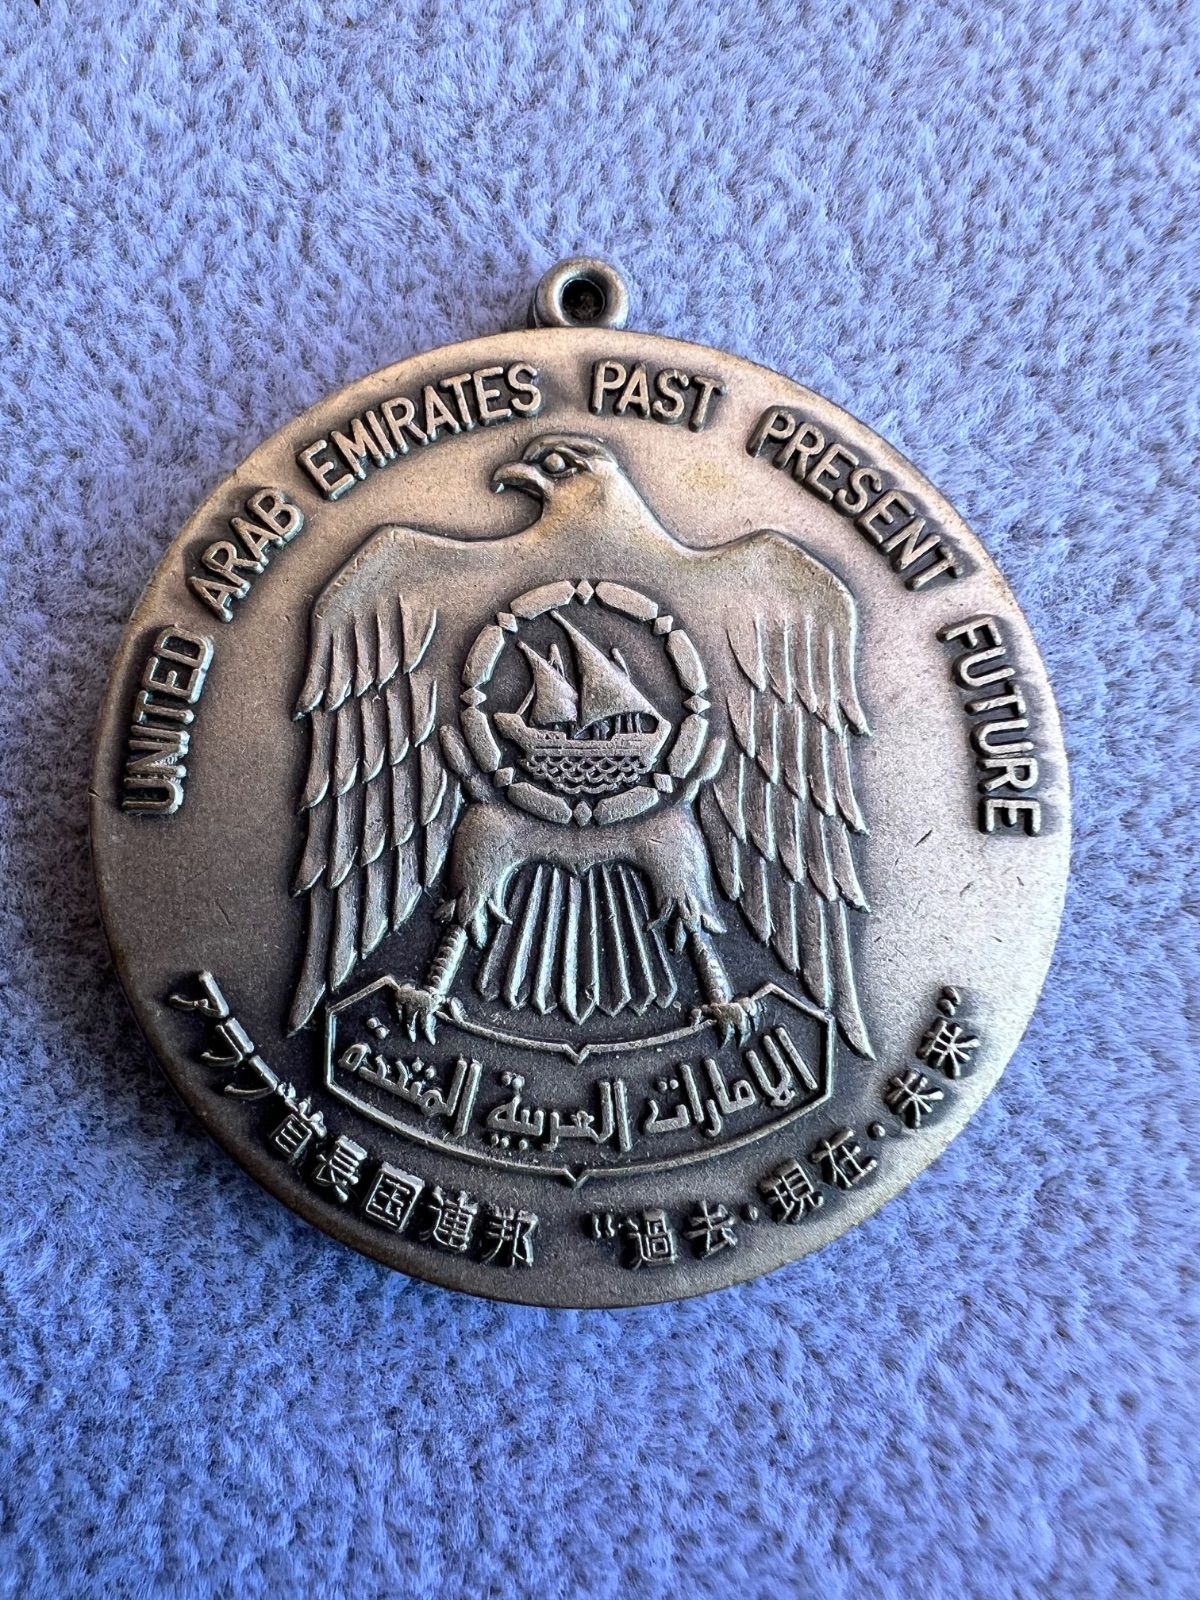 UNITED ARAB EMIRATES PAST PRESENT FUTURE
الإمارات العربية المتحدة
アラブ首長国連邦 "過去・現在・未来"